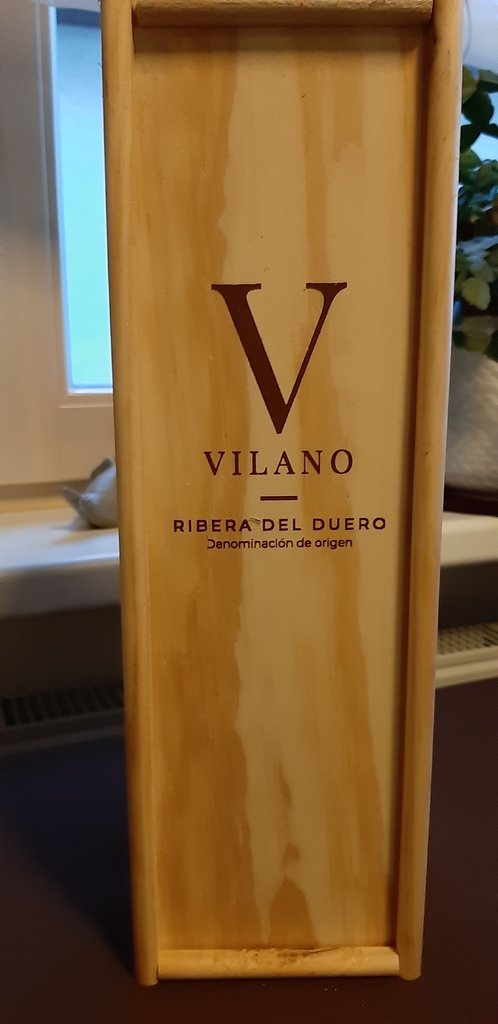 V
VILANO
RIBERA DEL DUERO
Denominación de origen